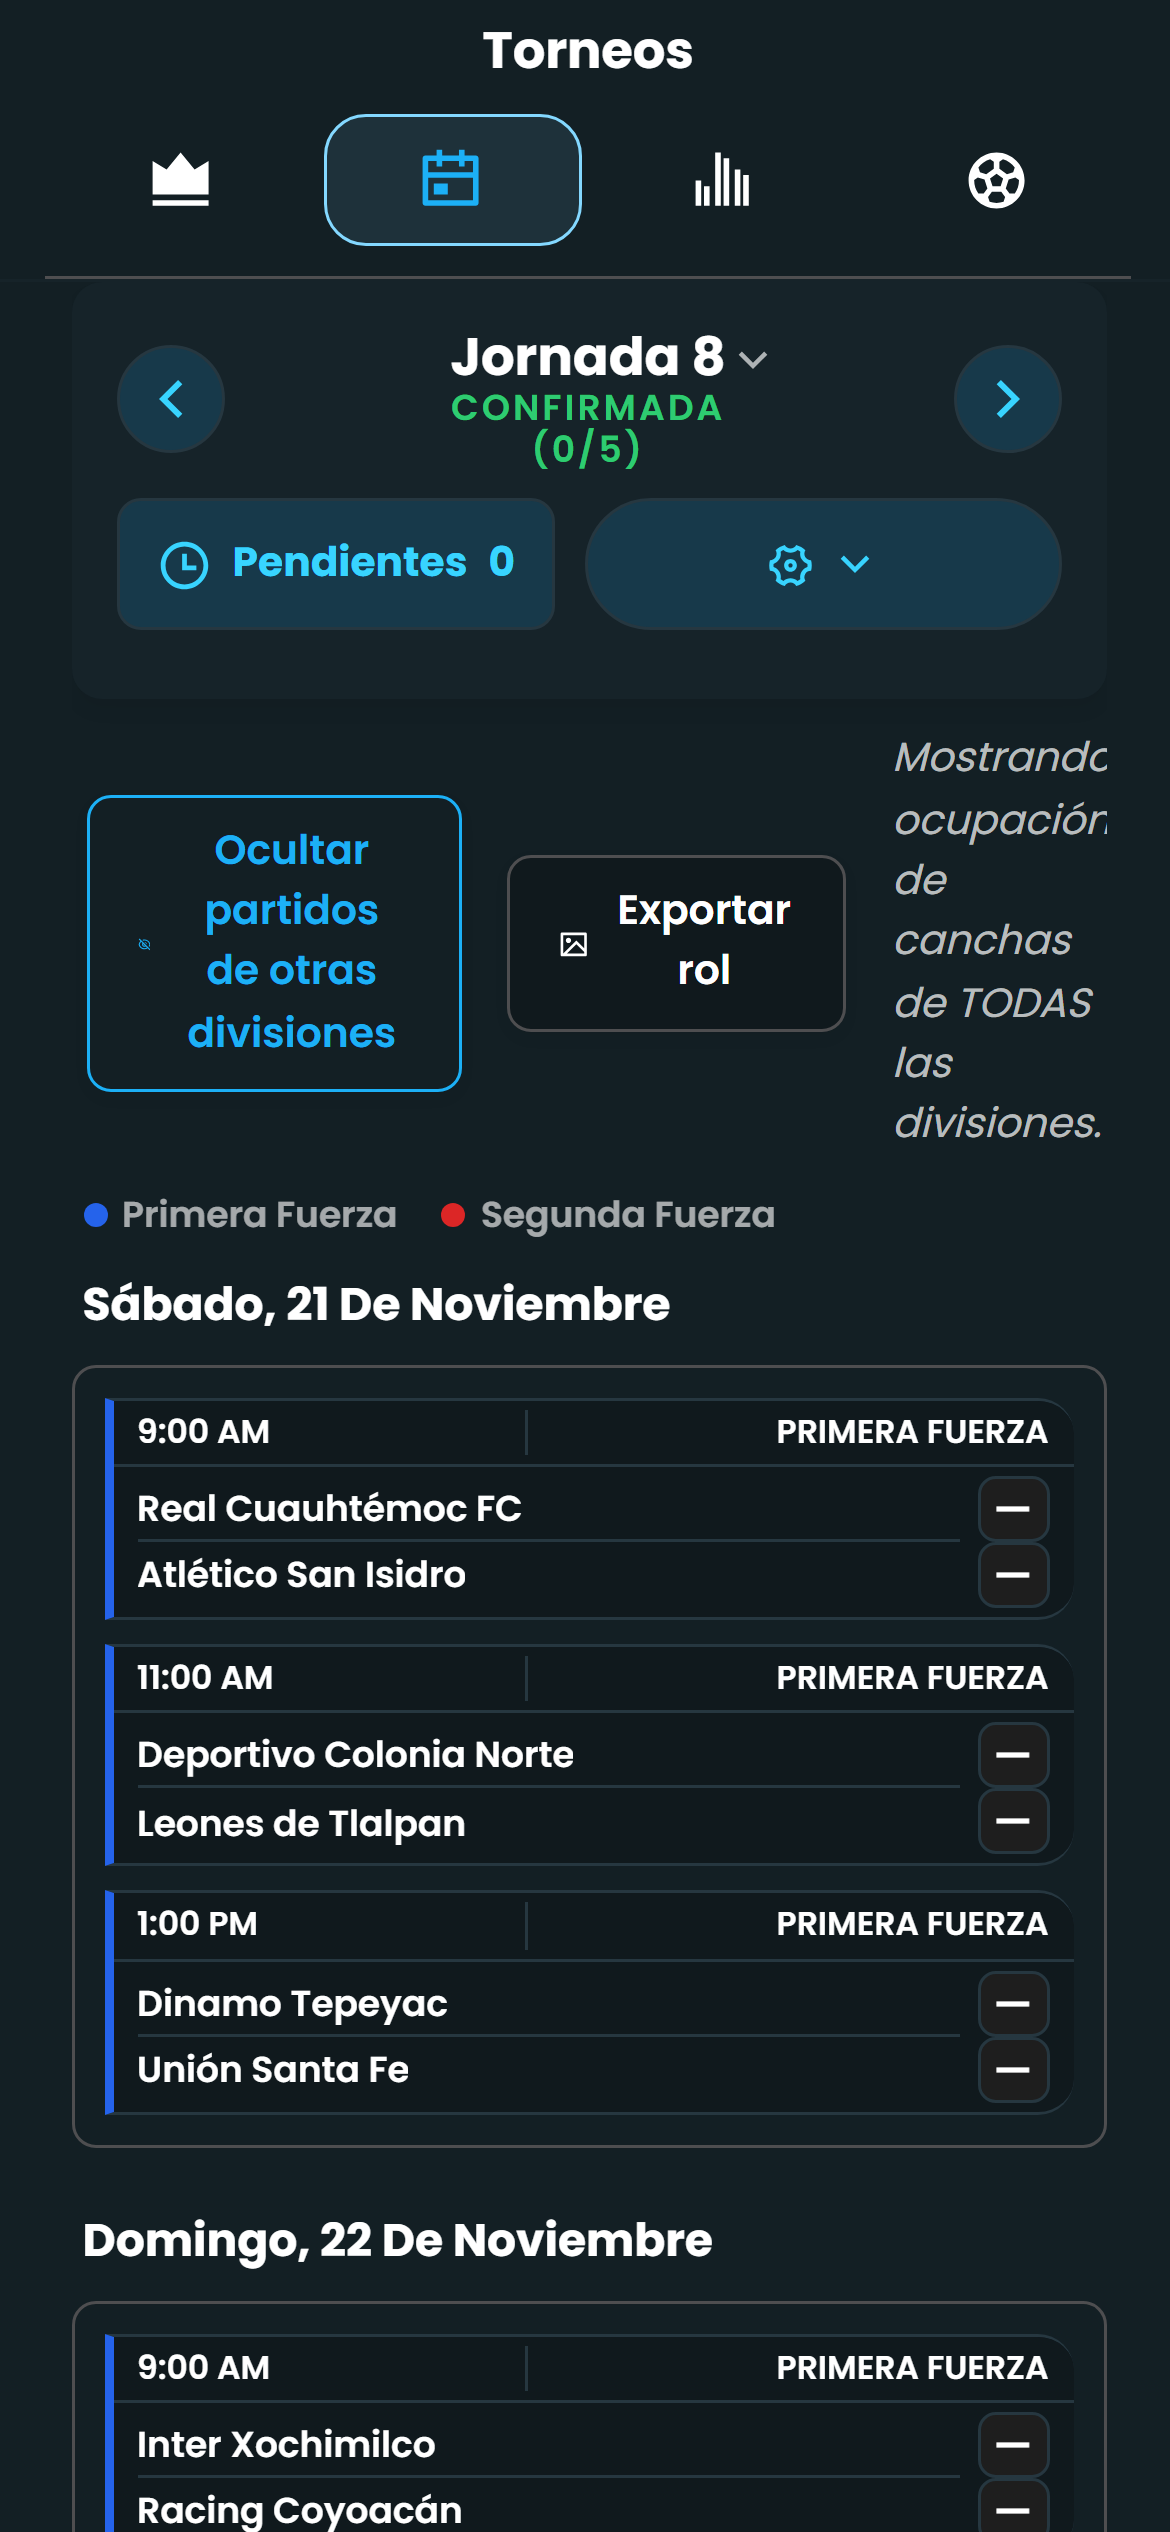 Torneos
Jornada 8
CONFIRMADA
(0/5)
Pendientes 0
Ocultar
partidos
de otras
divisiones
Exportar
rol
Mostrando
ocupación
de
canchas
de TODAS
las
divisiones.
Primera Fuerza
Segunda Fuerza
Sábado, 21 De Noviembre
9:00 AM PRIMERA FUERZA
Real Cuauhtémoc FC —
Atlético San Isidro —
11:00 AM PRIMERA FUERZA
Deportivo Colonia Norte —
Leones de Tlalpan —
1:00 PM PRIMERA FUERZA
Dinamo Tepeyac —
Unión Santa Fe —
Domingo, 22 De Noviembre
9:00 AM PRIMERA FUERZA
Inter Xochimilco —
Racing Coyoacán —